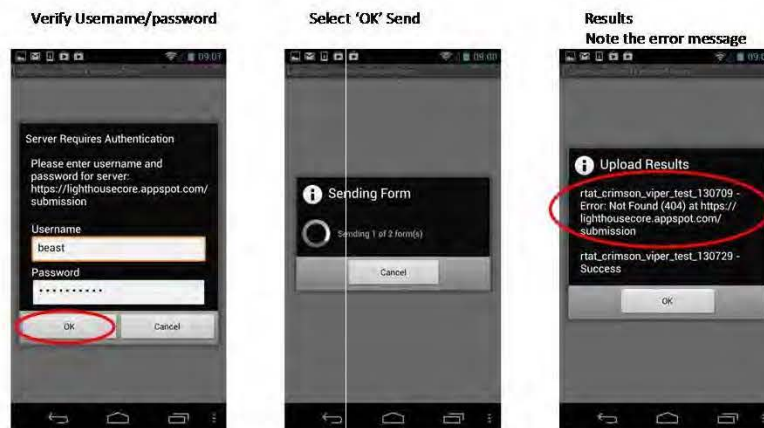 Verify Username/password
09:07
Server Requires Authentication
Please enter username and
password for server:
https://lighthousecore.appspot.com/
submission
Username
beast
Password
••••••••••
OK
Cancel
Select ‘OK’ Send
Sending Form
Sending 1 of 2 form(s)
Cancel
Results
Note the error message
Upload Results
rtat_crimson_viper_test_130709 -
Error: Not Found (404) at https://
lighthousecore.appspot.com/
submission
rtat_crimson_viper_test_130729 -
Success
OK